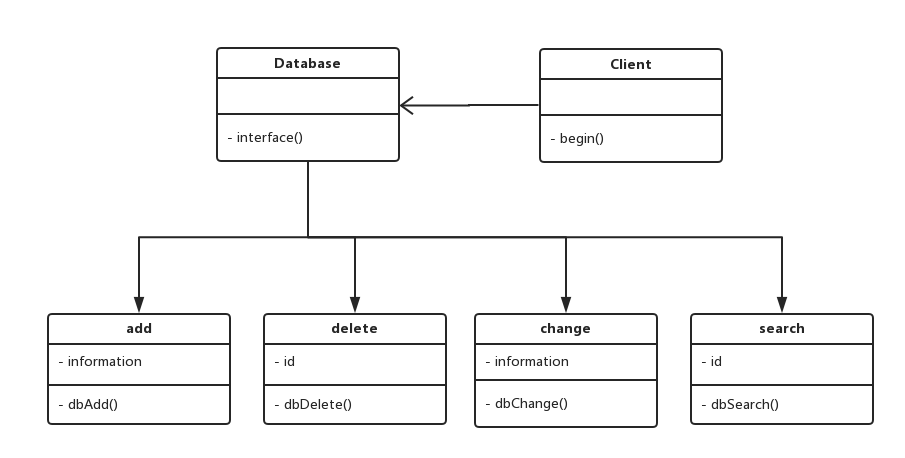 Database
- interface()
Client
- begin()
add
- information
- dbAdd()
delete
- id
- dbDelete()
change
- information
- dbChange()
search
- id
- dbSearch()